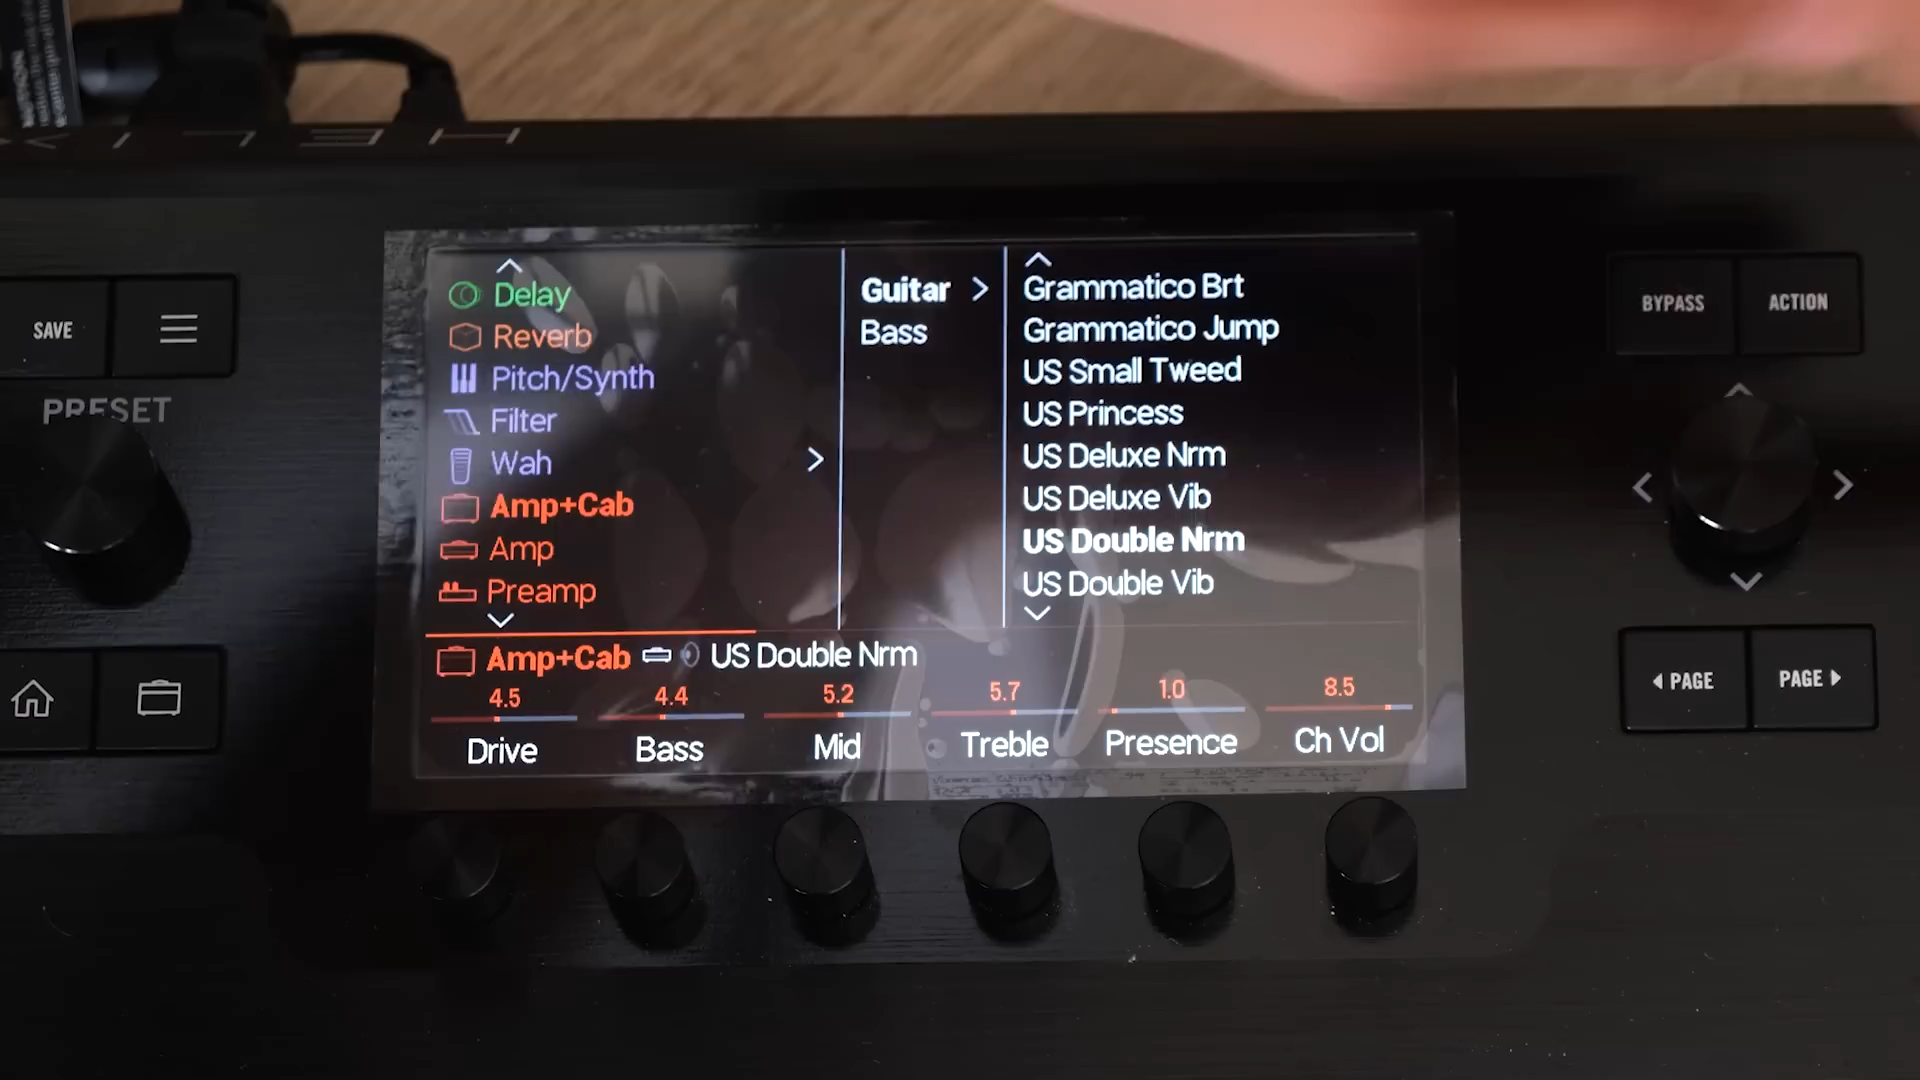 HELIX
SAVE
PRESET
Delay
Reverb
Pitch/Synth
Filter
Wah
Amp+Cab
Amp
Preamp
Guitar
Bass
Grammatico Brt
Grammatico Jump
US Small Tweed
US Princess
US Deluxe Nrm
US Deluxe Vib
US Double Nrm
US Double Vib
Amp+Cab US Double Nrm
4.5 4.4 5.2 5.7 1.0 8.5
Drive Bass Mid Treble Presence Ch Vol
BYPASS ACTION
PAGE PAGE